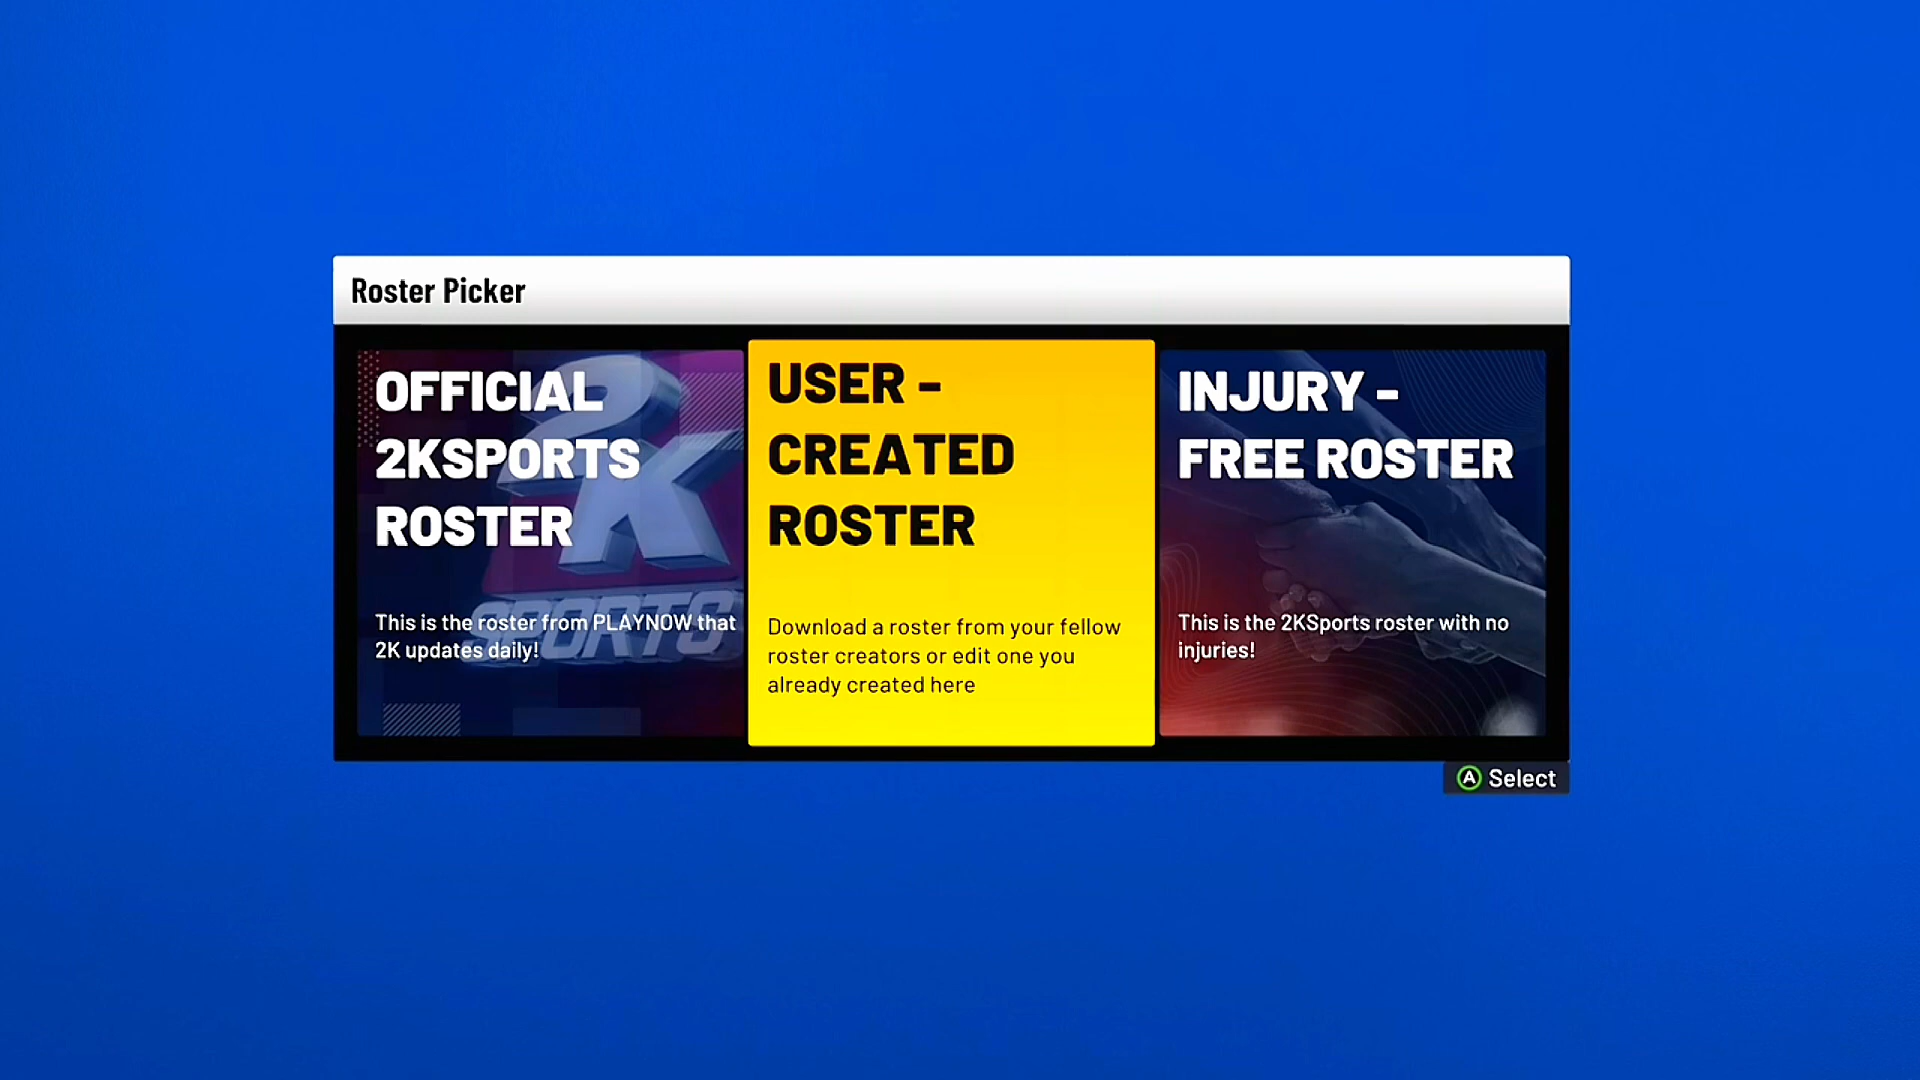 Roster Picker
OFFICIAL
2KSPORTS
ROSTER
2K
SPORTS
This is the roster from PLAYNOW that
2K updates daily!
USER -
CREATED
ROSTER
Download a roster from your fellow
roster creators or edit one you
already created here
INJURY -
FREE ROSTER
This is the 2KSports roster with no
injuries!
A Select